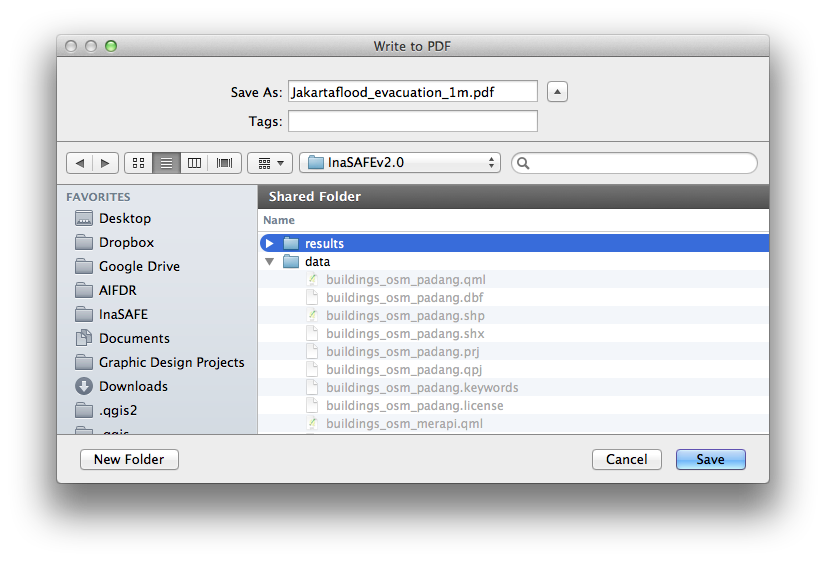 Write to PDF
Save As: Jakartaflood_evacuation_1m.pdf
Tags:
InaSAFEv2.0
FAVORITES
Desktop
Dropbox
Google Drive
AIFDR
InaSAFE
Documents
Graphic Design Projects
Downloads
.qgis2
.qgis
Shared Folder
Name
results
data
buildings_osm_padang.qml
buildings_osm_padang.dbf
buildings_osm_padang.shp
buildings_osm_padang.shx
buildings_osm_padang.prj
buildings_osm_padang.qpj
buildings_osm_padang.keywords
buildings_osm_padang.license
buildings_osm_merapi.qml
New Folder
Cancel
Save